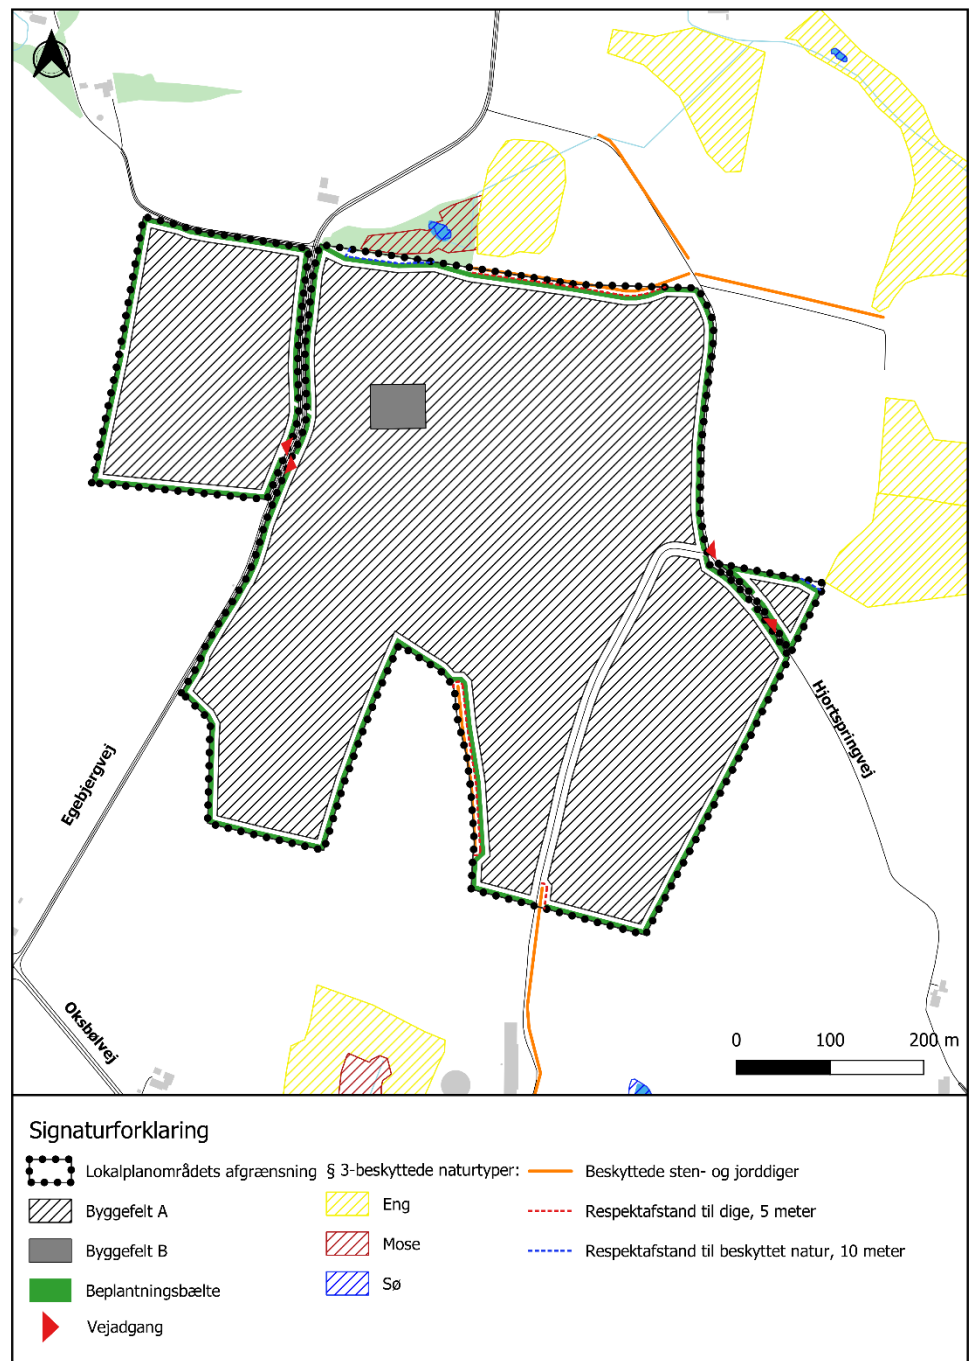 Hjortspringvej
Egebjergvej
Oksbølvej
0 100 200 m
Signaturforklaring
Lokalplanområdets afgrænsning
Byggefelt A
Byggefelt B
Beplantningsbælte
Vejadgang
§ 3-beskyttede naturtyper:
Eng
Mose
Sø
Beskyttede sten- og jorddiger
Respektafstand til dige, 5 meter
Respektafstand til beskyttet natur, 10 meter